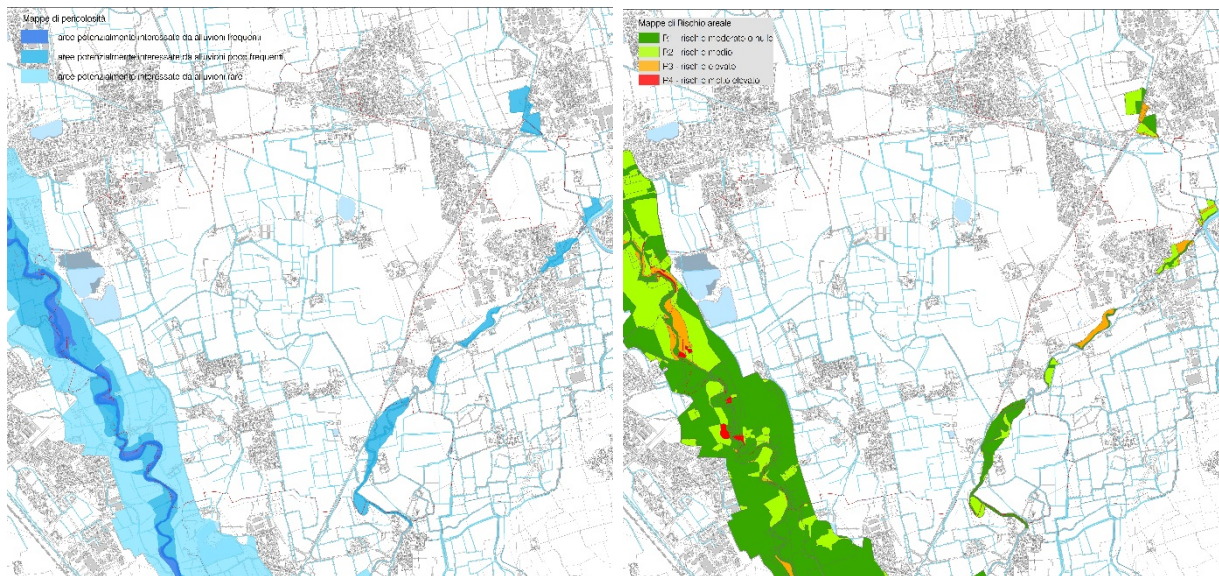 Mappe di pericolosità
aree potenzialmente interessate da alluvioni frequenti
aree potenzialmente interessate da alluvioni poco frequenti
aree potenzialmente interessate da alluvioni rare
Mappe di Rischio areale
R1 - rischio moderato o nullo
R2 - rischio medio
R3 - rischio elevato
R4 - rischio molto elevato